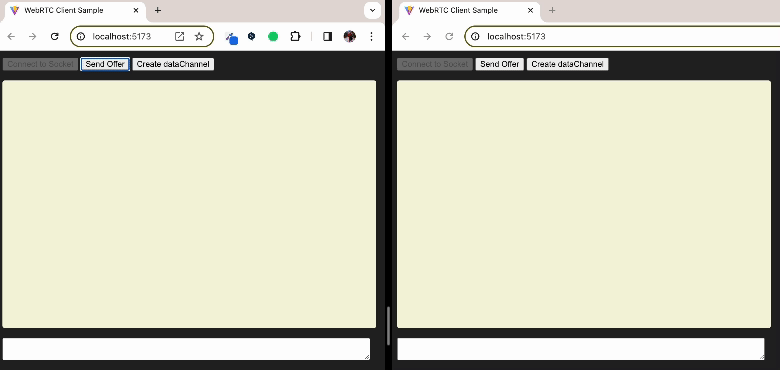 WebRTC Client Sample
localhost:5173
Connect to Socket Send Offer Create dataChannel
WebRTC Client Sample
localhost:5173
Connect to Socket Send Offer Create dataChannel